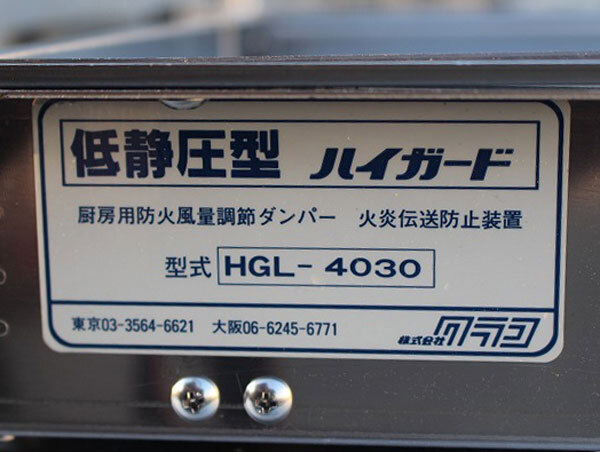 低静圧型 ハイガード
厨房用防火風量調節ダンパー 火炎伝送防止装置
型式 HGL-4030
東京03-3564-6621 大阪06-6245-6771
株式会社クラコ